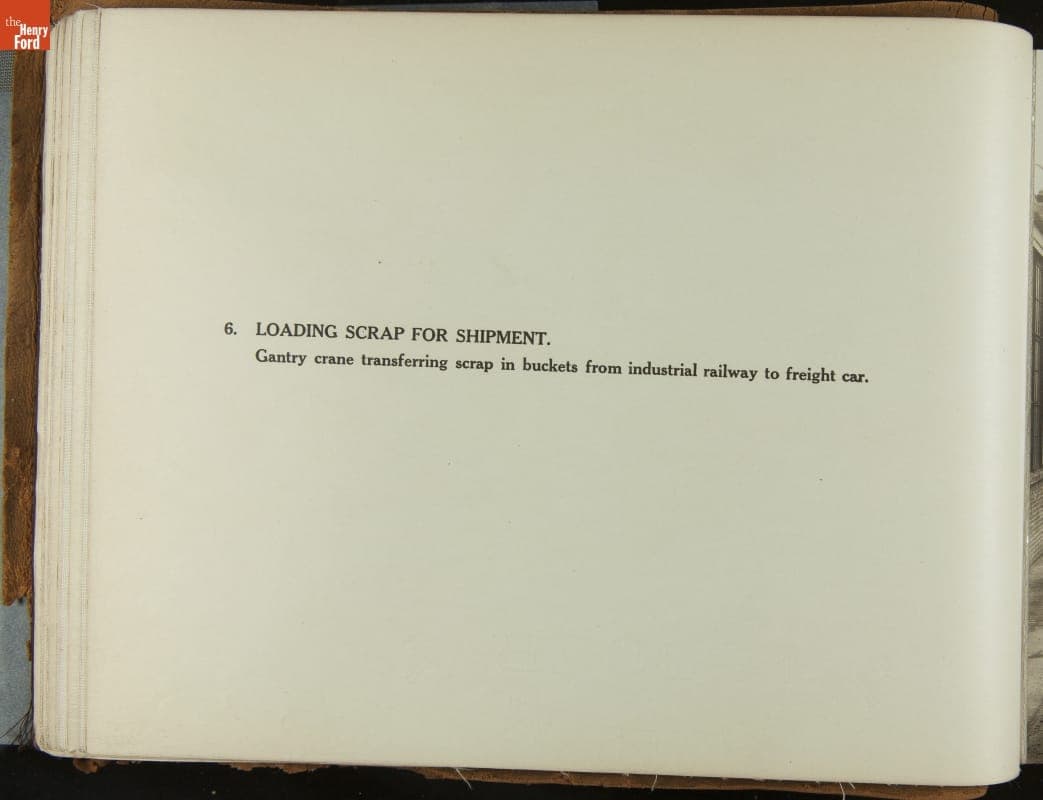 the
Henry
Ford
6. LOADING SCRAP FOR SHIPMENT.
Gantry crane transferring scrap in buckets from industrial railway to freight car.